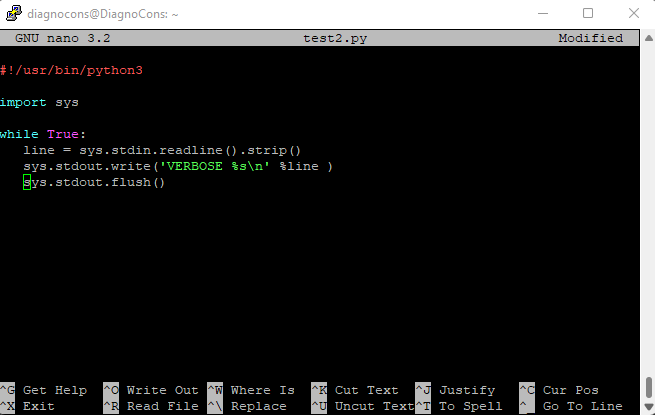 diagnocons@DiagnoCons: ~
GNU nano 3.2 test2.py Modified
#!/usr/bin/python3
import sys
while True:
   line = sys.stdin.readline().strip()
   sys.stdout.write('VERBOSE %s\n' %line )
   sys.stdout.flush()
^G Get Help ^O Write Out ^W Where Is ^K Cut Text ^J Justify ^C Cur Pos
^X Exit ^R Read File ^\ Replace ^U Uncut Text ^T To Spell ^_ Go To Line